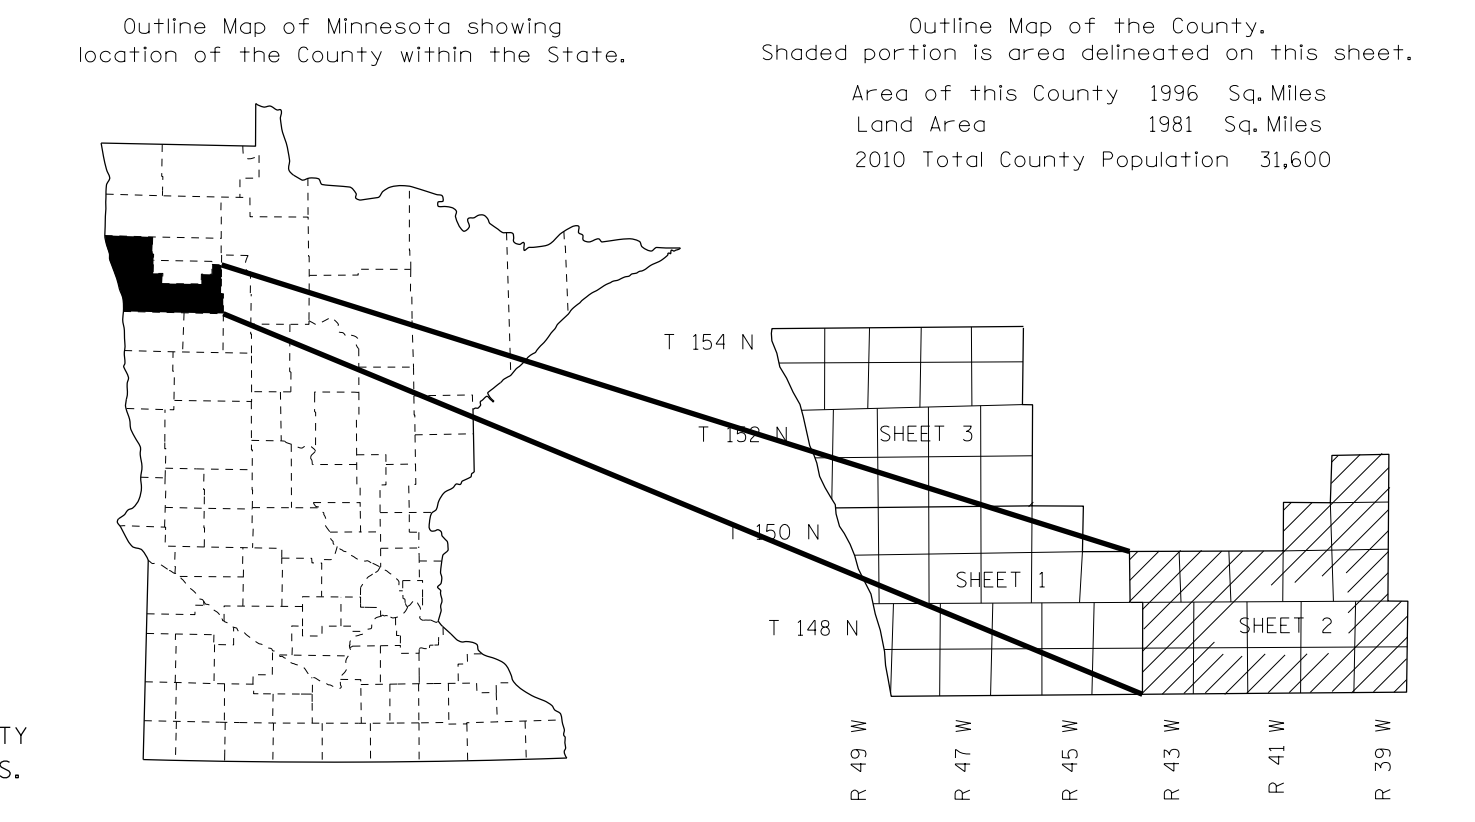 Outline Map of Minnesota showing
location of the County within the State.
Outline Map of the County.
Shaded portion is area delineated on this sheet.
Area of this County 1996 Sq. Miles
Land Area 1981 Sq. Miles
2010 Total County Population 31,600
T 154 N
T 152 N
SHEET 3
T 150 N
SHEET 1
T 148 N
SHEET 2
R 49 W
R 47 W
R 45 W
R 43 W
R 41 W
R 39 W
TY
S.